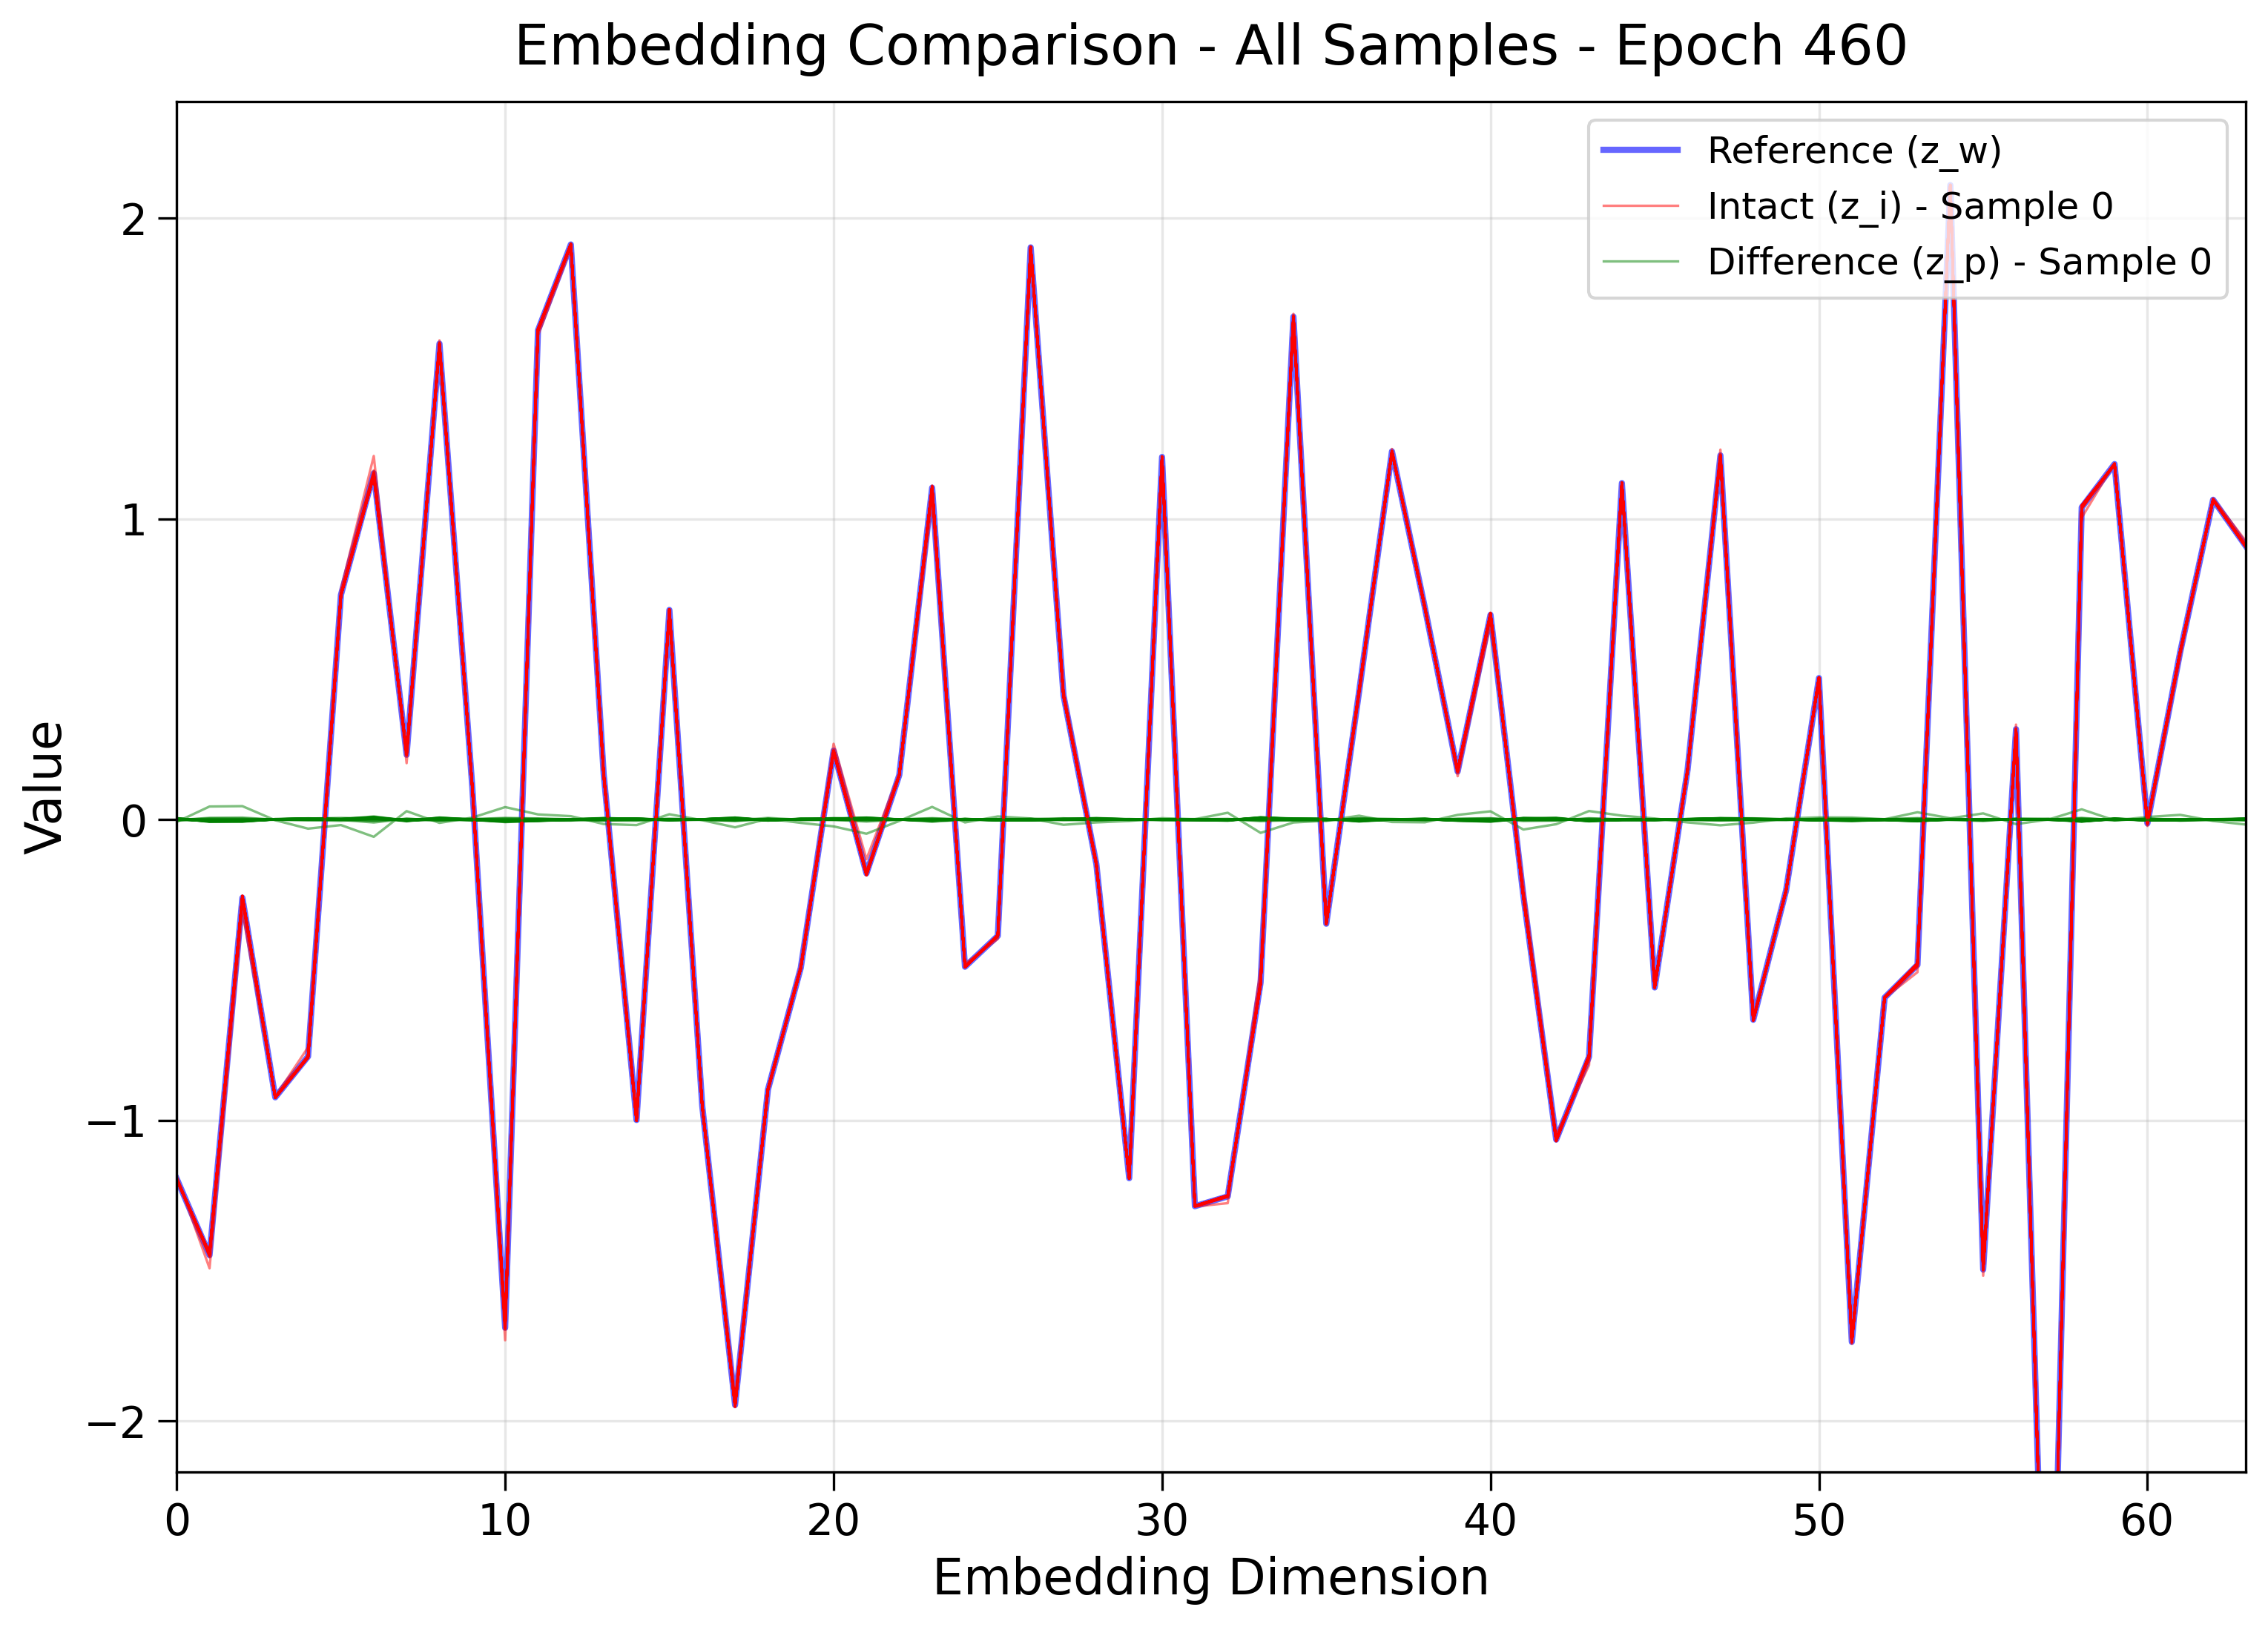 Embedding Comparison - All Samples - Epoch 460
Reference (z_w)
Intact (z_i) - Sample 0
Difference (z_p) - Sample 0
Value
2
1
0
−1
−2
0 10 20 30 40 50 60
Embedding Dimension